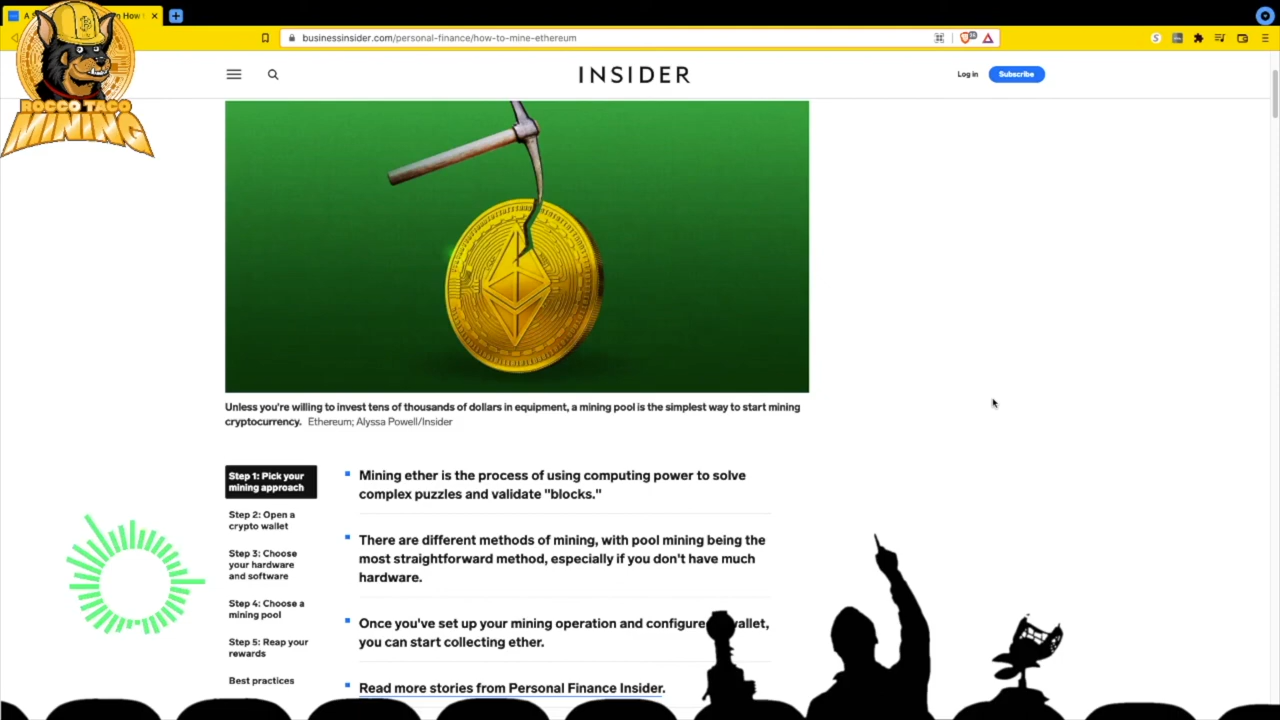 businessinsider.com/personal-finance/how-to-mine-ethereum
ROCCO TACO
MINING
INSIDER
Log in
Subscribe
Unless you're willing to invest tens of thousands of dollars in equipment, a mining pool is the simplest way to start mining
cryptocurrency. Ethereum; Alyssa Powell/Insider
Step 1: Pick your
mining approach
Step 2: Open a
crypto wallet
Step 3: Choose
your hardware
and software
Step 4: Choose a
mining pool
Step 5: Reap your
rewards
Best practices
Mining ether is the process of using computing power to solve
complex puzzles and validate "blocks."
There are different methods of mining, with pool mining being the
most straightforward method, especially if you don't have much
hardware.
Once you've set up your mining operation and configure allet,
you can start collecting ether.
Read more stories from Personal Finance Insider.